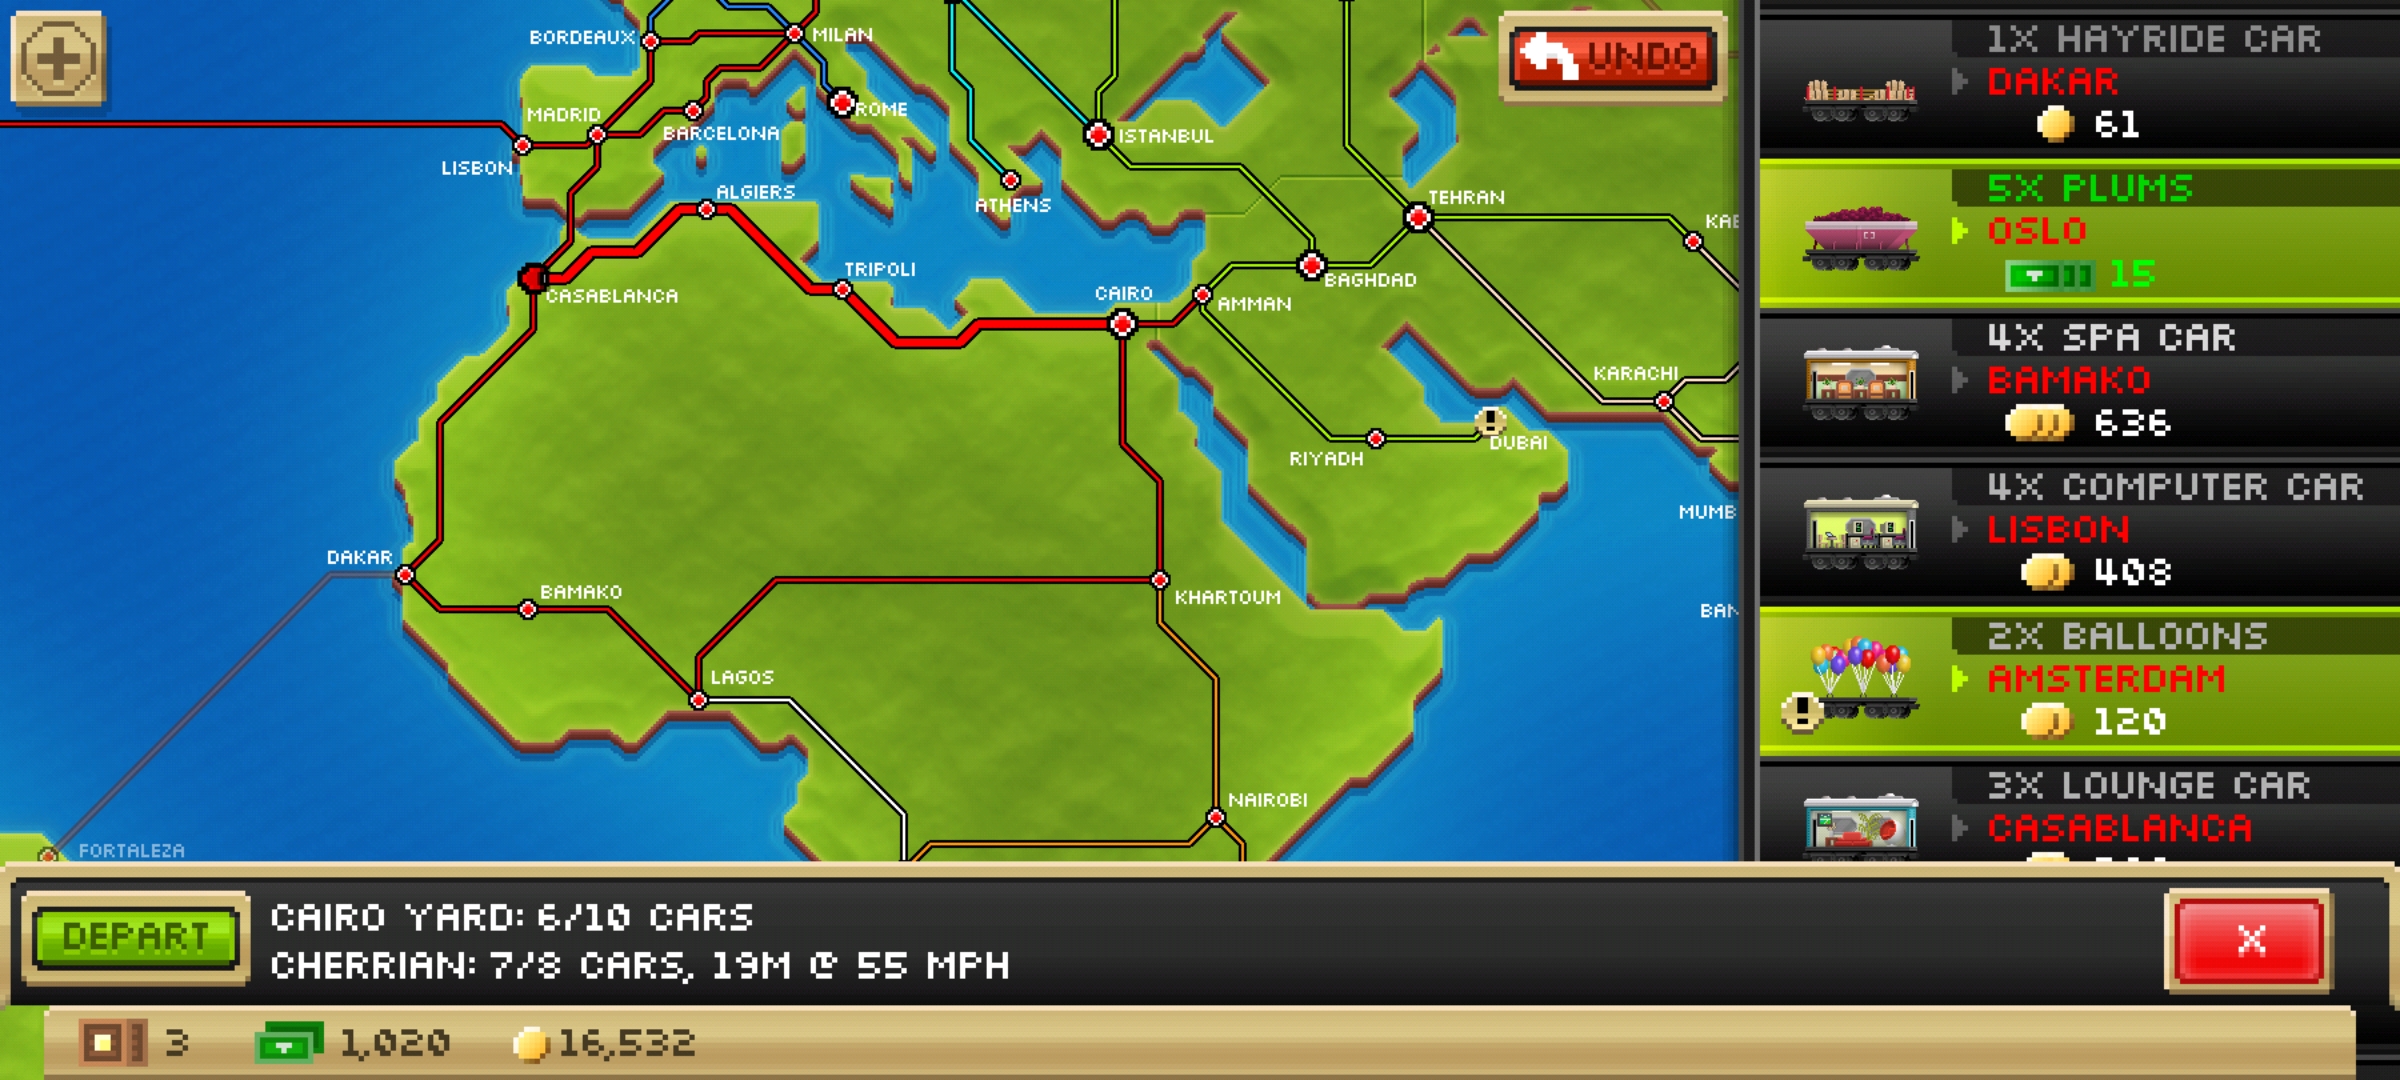 BORDEAUX
MILAN
UNDO
MADRID
BARCELONA
ROME
ISTANBUL
LISBON
ALGIERS
ATHENS
TEHRAN
KAB
CASABLANCA
TRIPOLI
CAIRO
AMMAN
BAGHDAD
KARACHI
RIYADH
DUBAI
MUMB
DAKAR
BAMAKO
KHARTOUM
BAN
LAGOS
NAIROBI
FORTALEZA
1X HAYRIDE CAR
DAKAR
61
5X PLUMS
OSLO
15
4X SPA CAR
BAMAKO
636
4X COMPUTER CAR
LISBON
408
2X BALLOONS
AMSTERDAM
120
3X LOUNGE CAR
CASABLANCA
DEPART
CAIRO YARD: 6/10 CARS
CHERRIAN: 7/8 CARS, 19M @ 55 MPH
X
3
1,020
16,532